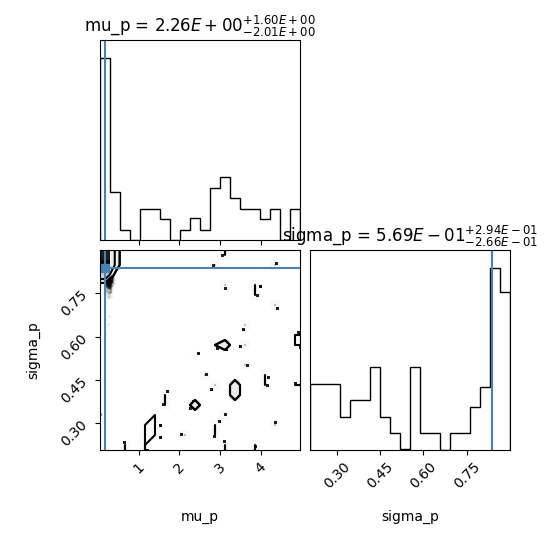 mu_p = 2.26E + 00 +1.60E + 00 −2.01E + 00
sigma_p = 5.69E − 01 +2.94E − 01 −2.66E − 01
0.75
0.60
0.45
0.30
sigma_p
1 2 3 4
0.30 0.45 0.60 0.75
mu_p
sigma_p